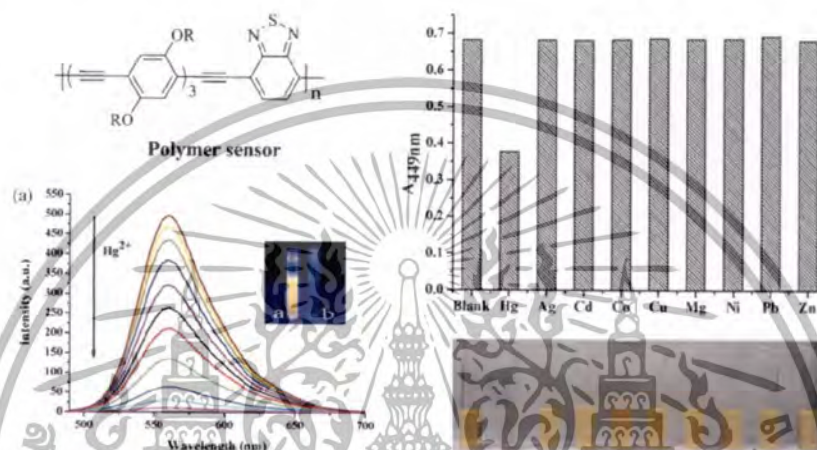 S
N N
OR
RO
3
n
Polymer sensor
(a)
550
500
450
400
350
300
250
200
150
100
50
0
Hg2+
a b
Intensity (a.u.)
500 550 600 650 700
Wavelength (nm)
0.7
0.6
0.5
0.4
0.3
0.2
0.1
0.0
A449nm
Blank Hg Ag Cd Co Cu Mg Ni Pb Zn